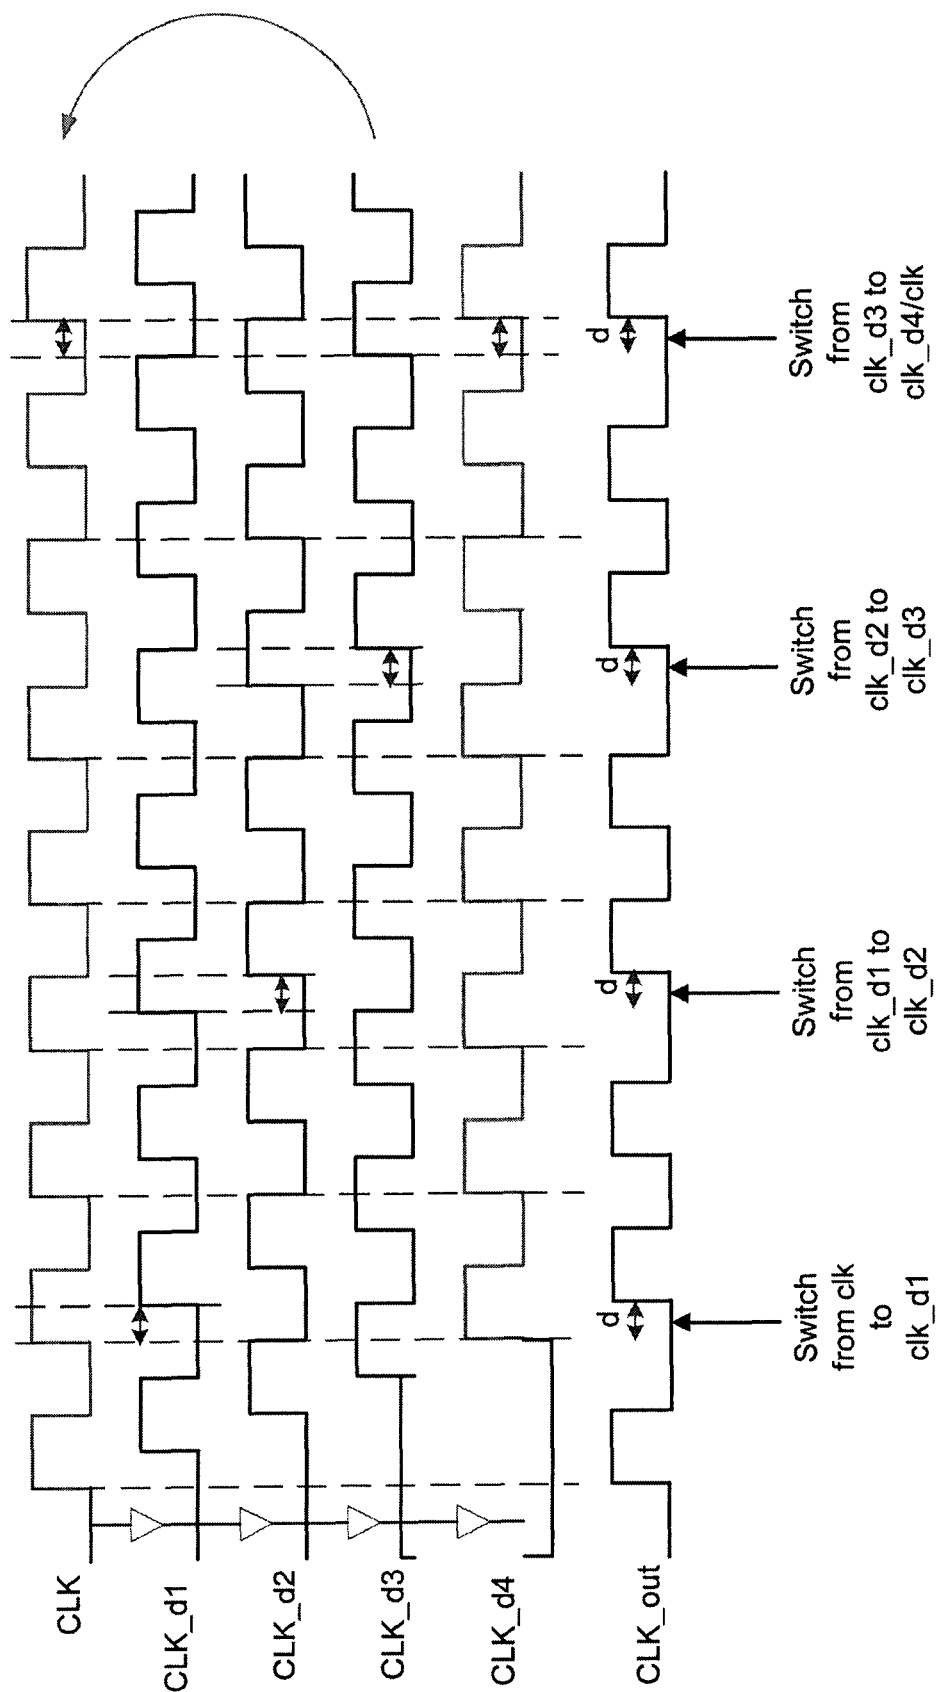 CLK
CLK_d1
CLK_d2
CLK_d3
CLK_d4
CLK_out
d
d
d
d
Switch
from clk
to
clk_d1
Switch
from
clk_d1 to
clk_d2
Switch
from
clk_d2 to
clk_d3
Switch
from
clk_d3 to
clk_d4/clk